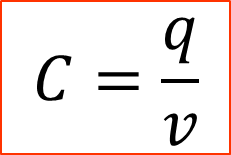 C = q/v